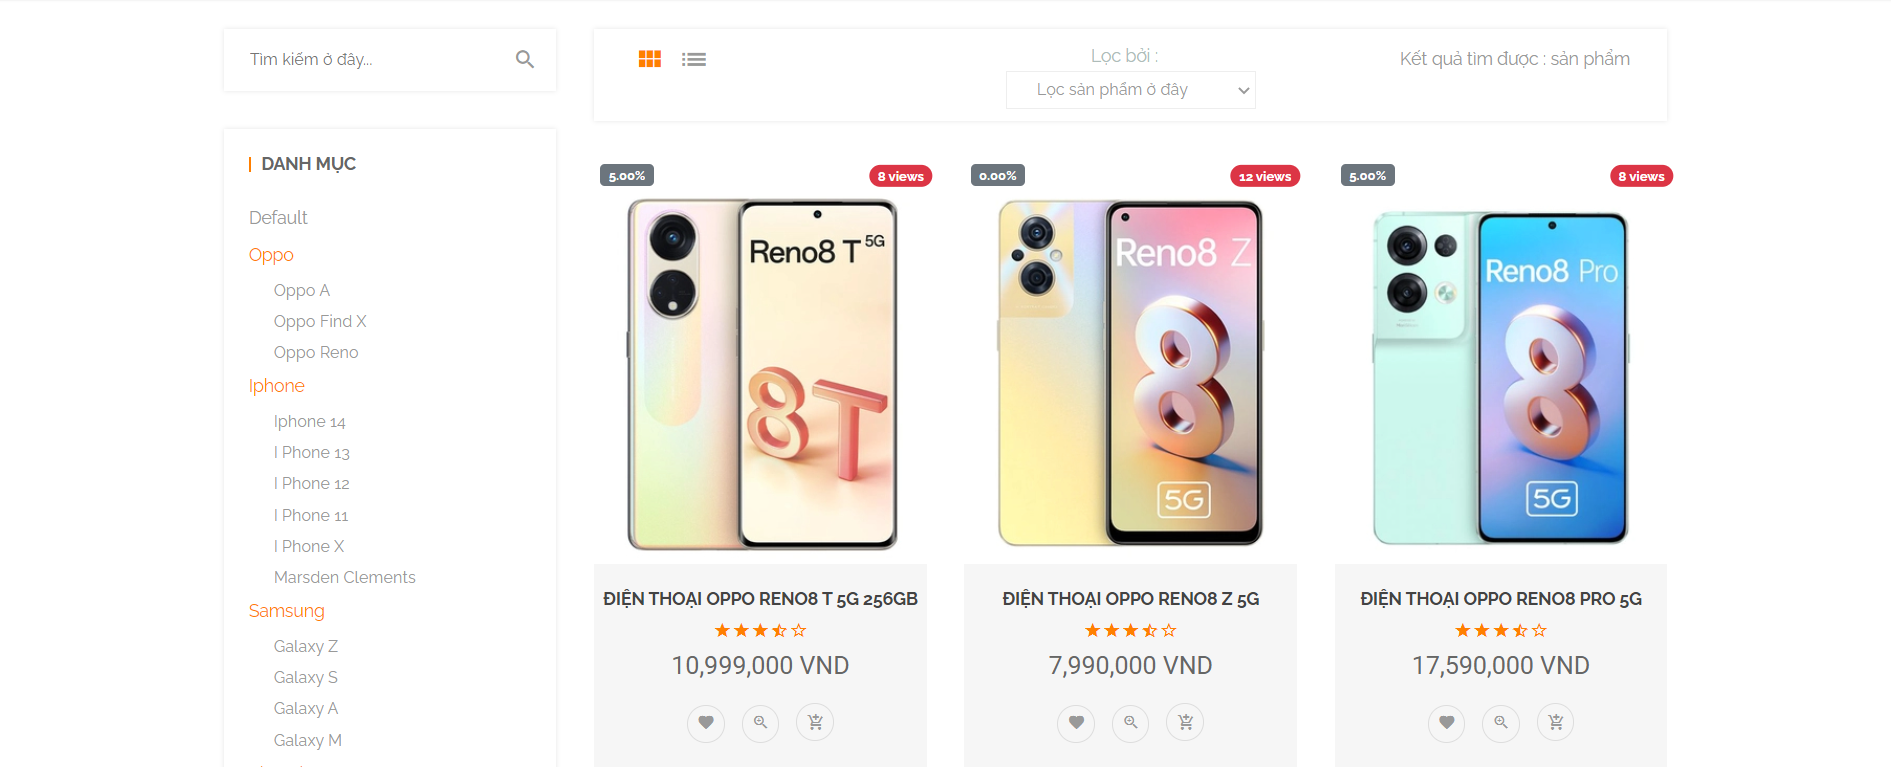 Tìm kiếm ở đây...
DANH MỤC
Default
Oppo
Oppo A
Oppo Find X
Oppo Reno
Iphone
Iphone 14
I Phone 13
I Phone 12
I Phone 11
I Phone X
Marsden Clements
Samsung
Galaxy Z
Galaxy S
Galaxy A
Galaxy M
Lọc bởi :
Lọc sản phẩm ở đây
Kết quả tìm được : sản phẩm
5.00%
8 views
Reno8 T 5G
8T
ĐIỆN THOẠI OPPO RENO8 T 5G 256GB
10,999,000 VND
0.00%
12 views
Reno8 Z
8
5G
ĐIỆN THOẠI OPPO RENO8 Z 5G
7,990,000 VND
5.00%
8 views
Reno8 Pro
8
5G
ĐIỆN THOẠI OPPO RENO8 PRO 5G
17,590,000 VND